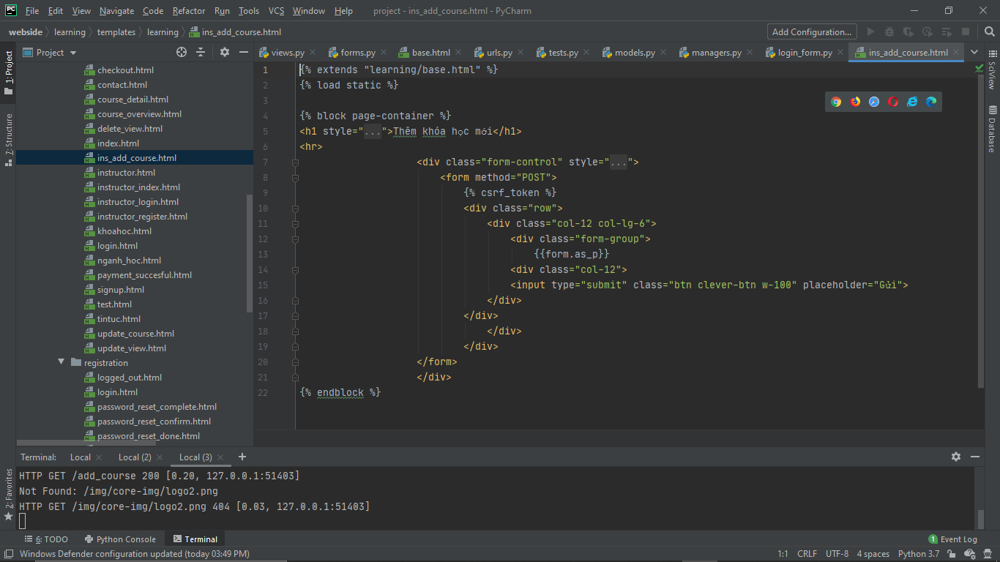 File Edit View Navigate Code Refactor Run Tools VCS Window Help project - ins_add_course.html - PyCharm
webside learning templates learning ins_add_course.html Add Configuration...
Project
views.py forms.py base.html urls.py tests.py models.py managers.py login_form.py ins_add_course.html
1: Project
7: Structure
2: Favorites
checkout.html
contact.html
course_detail.html
course_overview.html
delete_view.html
index.html
ins_add_course.html
instructor.html
instructor_index.html
instructor_login.html
instructor_register.html
khoahoc.html
login.html
nganh_hoc.html
payment_succesful.html
signup.html
test.html
tintuc.html
update_course.html
update_view.html
registration
logged_out.html
login.html
password_reset_complete.html
password_reset_confirm.html
password_reset_done.html
1 {% extends "learning/base.html" %}
2 {% load static %}
3
4 {% block page-container %}
5 <h1 style="...">Thêm khóa học mới</h1>
6 <hr>
7 <div class="form-control" style="...">
8 <form method="POST">
9 {% csrf_token %}
10 <div class="row">
11 <div class="col-12 col-lg-6">
12 <div class="form-group">
13 {{form.as_p}}
14 <div class="col-12">
15 <input type="submit" class="btn clever-btn w-100" placeholder="Gửi">
16 </div>
17 </div>
18 </div>
19 </div>
20 </form>
21 </div>
22 {% endblock %}
SciView
Database
Terminal: Local Local (2) Local (3) +
HTTP GET /add_course 200 [0.20, 127.0.0.1:51403]
Not Found: /img/core-img/logo2.png
HTTP GET /img/core-img/logo2.png 404 [0.03, 127.0.0.1:51403]
6: TODO Python Console Terminal 1 Event Log
Windows Defender configuration updated (today 03:49 PM) 1:1 CRLF UTF-8 4 spaces Python 3.7